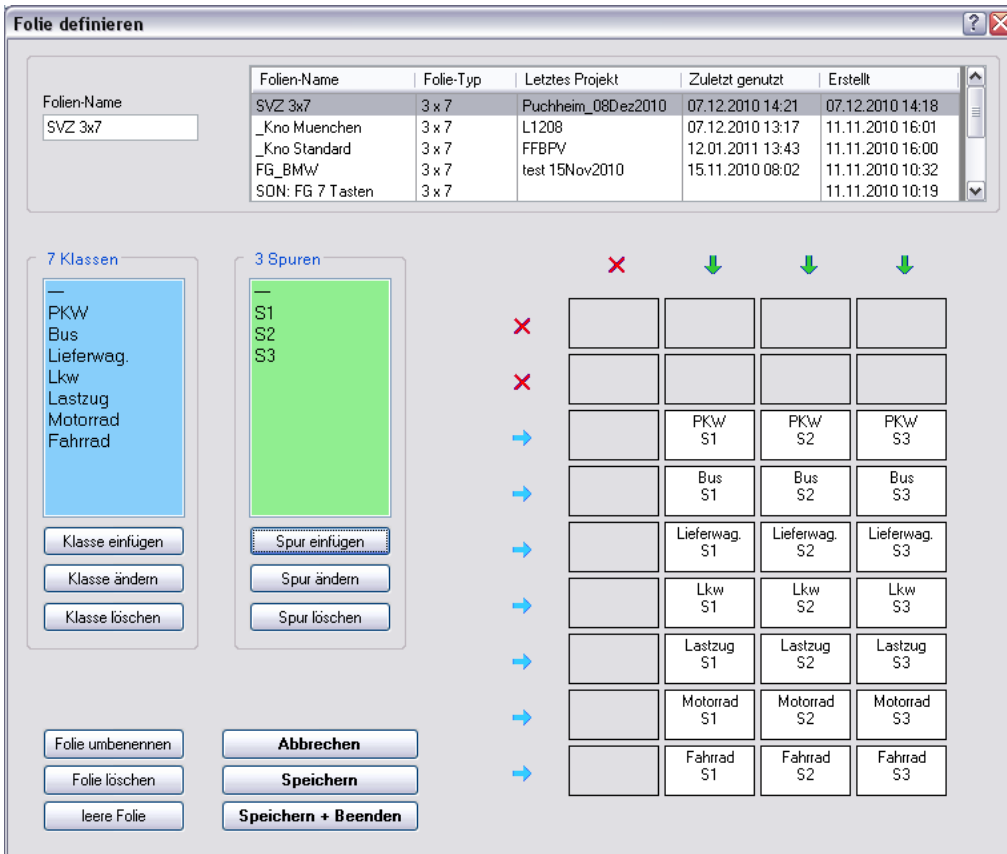 Folie definieren
Folien-Name
SVZ 3x7
Folien-Name Folie-Typ Letztes Projekt Zuletzt genutzt Erstellt
SVZ 3x7 3 x 7 Puchheim_08Dez2010 07.12.2010 14:21 07.12.2010 14:18
_Kno Muenchen 3 x 7 L1208 07.12.2010 13:17 11.11.2010 16:01
_Kno Standard 3 x 7 FFBPV 12.01.2011 13:43 11.11.2010 16:00
FG_BMW 3 x 7 test 15Nov2010 15.11.2010 08:02 11.11.2010 10:32
SON: FG 7 Tasten 3 x 7 11.11.2010 10:19
7 Klassen
—
PKW
Bus
Lieferwag.
Lkw
Lastzug
Motorrad
Fahrrad
Klasse einfügen
Klasse ändern
Klasse löschen
3 Spuren
—
S1
S2
S3
Spur einfügen
Spur ändern
Spur löschen
PKW PKW PKW
S1 S2 S3
Bus Bus Bus
S1 S2 S3
Lieferwag. Lieferwag. Lieferwag.
S1 S2 S3
Lkw Lkw Lkw
S1 S2 S3
Lastzug Lastzug Lastzug
S1 S2 S3
Motorrad Motorrad Motorrad
S1 S2 S3
Fahrrad Fahrrad Fahrrad
S1 S2 S3
Folie umbenennen
Folie löschen
leere Folie
Abbrechen
Speichern
Speichern + Beenden